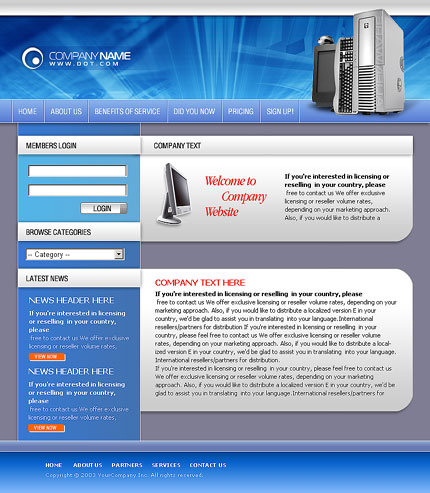 COMPANYNAME
WWW.DOT.COM
HOME
ABOUT US
BENEFITS OF SERVICE
DID YOU NOW
PRICING
SIGN UP!
MEMBERS LOGIN
LOGIN
BROWSE CATEGORIES
-- Category --
LATEST NEWS
NEWS HEADER HERE
If you're interested in licensing
or reselling in your country,
please
free to contact us We offer exclusive
licensing or reseller volume rates,
VIEW NOW
NEWS HEADER HERE
If you're interested in licensing
or reselling in your country,
please
free to contact us We offer exclusive
licensing or reseller volume rates,
VIEW NOW
COMPANY TEXT
Welcome to
Company
Website
If you're interested in licensing or
reselling in your country, please
free to contact us We offer exclusive
licensing or reseller volume rates,
depending on your marketing approach.
Also, if you would like to distribute a
COMPANY TEXT HERE
If you're interested in licensing or reselling in your country, please
free to contact us We offer exclusive licensing or reseller volume rates, depending on your
marketing approach. Also, if you would like to distribute a localized version E in your
country, we'd be glad to assist you in translating into your language.International
resellers/partners for distribution If you're interested in licensing or reselling in your
country, please feel free to contact us We offer exclusive licensing or reseller volume
rates, depending on your marketing approach. Also, if you would like to distribute a local-
ized version E in your country, we'd be glad to assist you in translating into your language.
International resellers/partners for distribution.
If you're interested in licensing or reselling in your country, please feel free to contact us
We offer exclusive licensing or reseller volume rates, depending on your marketing
approach. Also, if you would like to distribute a localized version E in your country, we'd be
glad to assist you in translating into your language.International resellers/partners for
HOME
ABOUT US
PARTNERS
SERVICES
CONTACT US
Copyright © 2003 YourCompany Inc. All rights reserved.